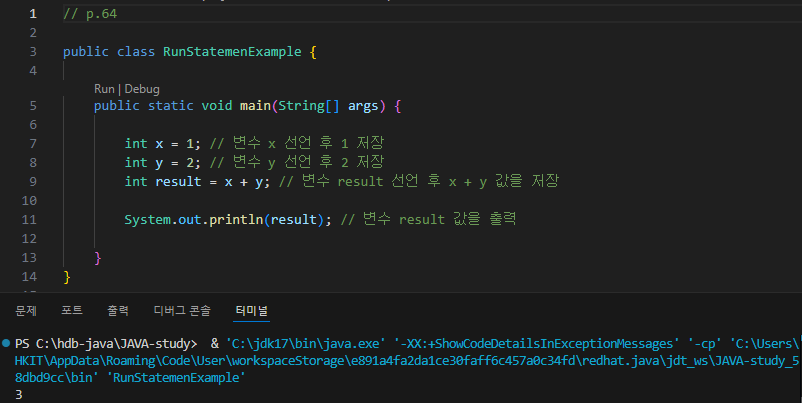 1 // p.64
2
3 public class RunStatemenExample {
4
Run | Debug
5 public static void main(String[] args) {
6
7 int x = 1; // 변수 x 선언 후 1 저장
8 int y = 2; // 변수 y 선언 후 2 저장
9 int result = x + y; // 변수 result 선언 후 x + y 값을 저장
10
11 System.out.println(result); // 변수 result 값을 출력
12
13 }
14 }
문제 포트 출력 디버그 콘솔 터미널
PS C:\hdb-java\JAVA-study>  & 'C:\jdk17\bin\java.exe' '-XX:+ShowCodeDetailsInExceptionMessages' '-cp' 'C:\Users\
HKIT\AppData\Roaming\Code\User\workspaceStorage\e891a4fa2da1ce30faff6c457a0c34fd\redhat.java\jdt_ws\JAVA-study_5
8dbd9cc\bin' 'RunStatemenExample'
3